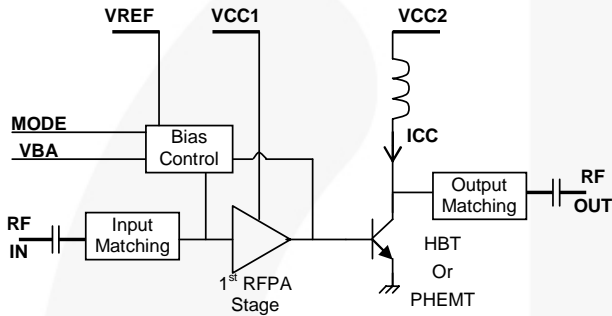 VREF
VCC1
VCC2
MODE
VBA
Bias
Control
ICC
RF
IN
Input
Matching
1st RFPA
Stage
HBT
Or
PHEMT
Output
Matching
RF
OUT